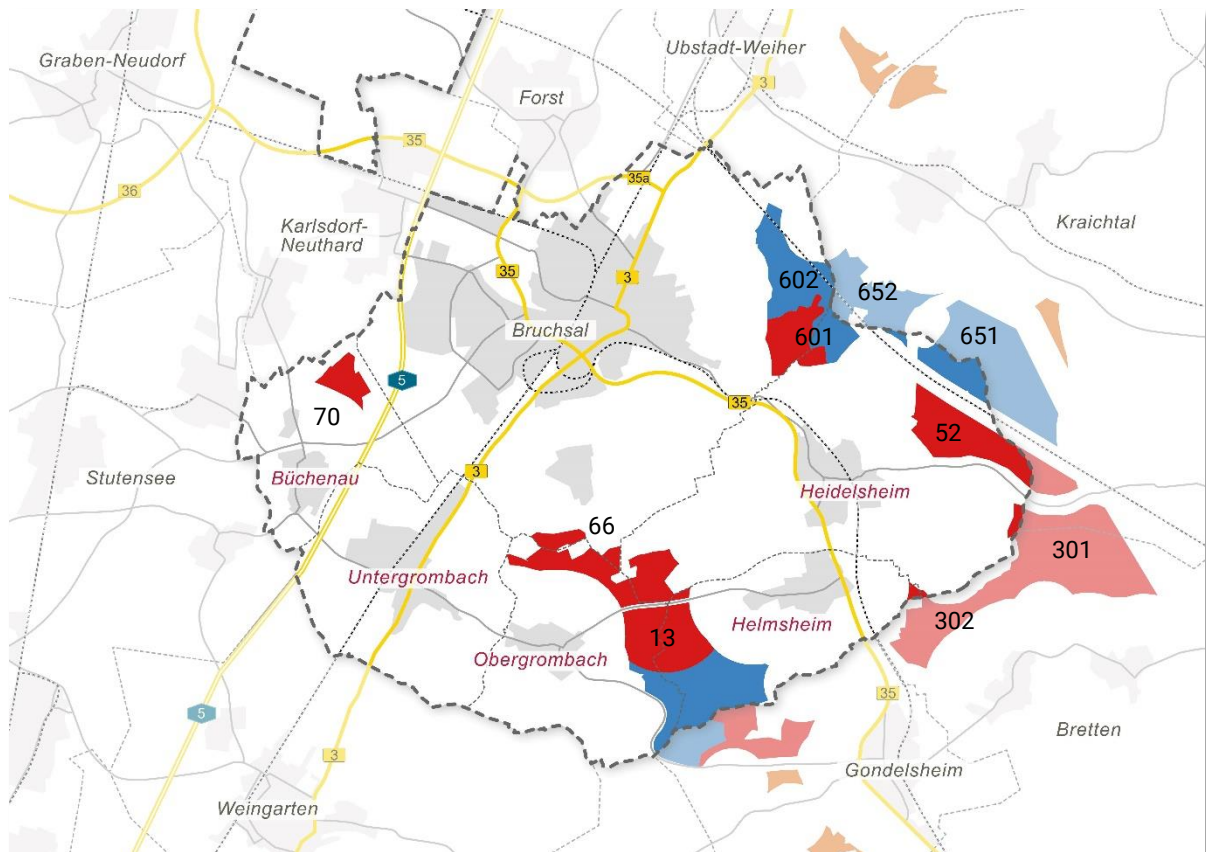 Ubstadt-Weiher
Graben-Neudorf
3
Forst
35
35a
36
Karlsdorf-
Neuthard
Kraichtal
652
35
3
602
651
Bruchsal
601
5
35
70
52
3
Stutensee
Büchenau
Heidelsheim
66
301
Untergrombach
302
13
Helmsheim
Obergrombach
35
5
Bretten
3
Gondelsheim
Weingarten